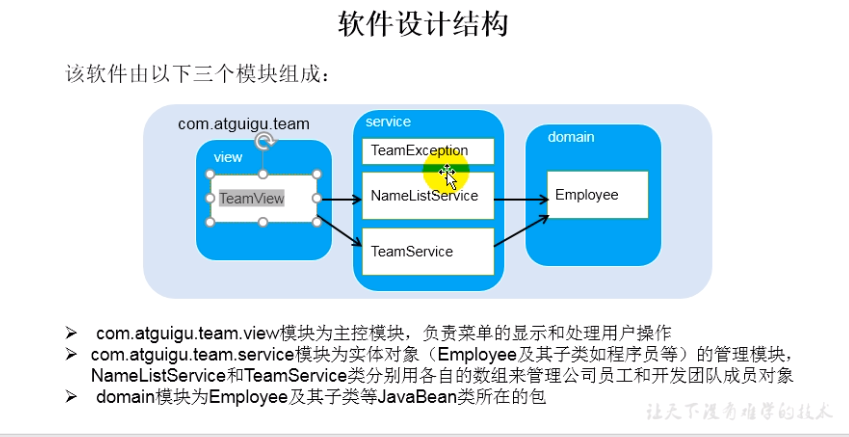 软件设计结构
该软件由以下三个模块组成：
com.atguigu.team
view
TeamView
service
TeamException
NameListService
TeamService
domain
Employee
➢ com.atguigu.team.view模块为主控模块，负责菜单的显示和处理用户操作
➢ com.atguigu.team.service模块为实体对象（Employee及其子类如程序员等）的管理模块，
NameListService和TeamService类分别用各自的数组来管理公司员工和开发团队成员对象
➢ domain模块为Employee及其子类等JavaBean类所在的包
让天下没有难学的技术